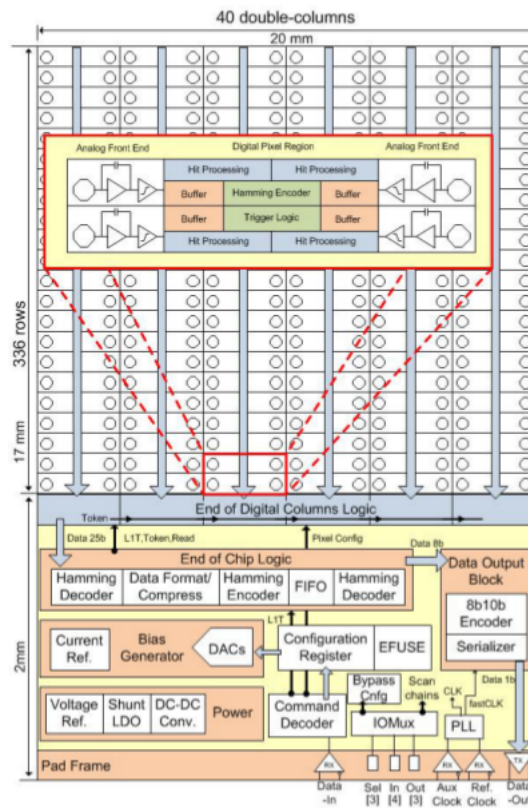 40 double-columns
20 mm
336 rows
17 mm
Analog Front End
Digital Pixel Region
Analog Front End
Hit Processing
Hit Processing
Buffer
Hamming Encoder
Buffer
Buffer
Trigger Logic
Buffer
Hit Processing
Hit Processing
2mm
End of Digital Columns Logic
Token
Data 25b
L1T,Token,Read
Pixel Config
Data 8b
End of Chip Logic
Hamming
Decoder
Data Format/
Compress
Hamming
Encoder
FIFO
Hamming
Decoder
Data Output
Block
8b10b
Encoder
Serializer
L1T
Current
Ref.
Bias
Generator
DACs
Configuration
Register
EFUSE
Voltage
Ref.
Shunt
LDO
DC-DC
Conv.
Power
Command
Decoder
Bypass
Cnfg
Scan
chains
IOMux
CLK
Data 1b
fastCLK
PLL
Pad Frame
RX
RX
RX
TX
Data
-In
Sel
[3]
In
[4]
Out
[3]
Aux
Clock
Ref.
Clock
Data
-Out